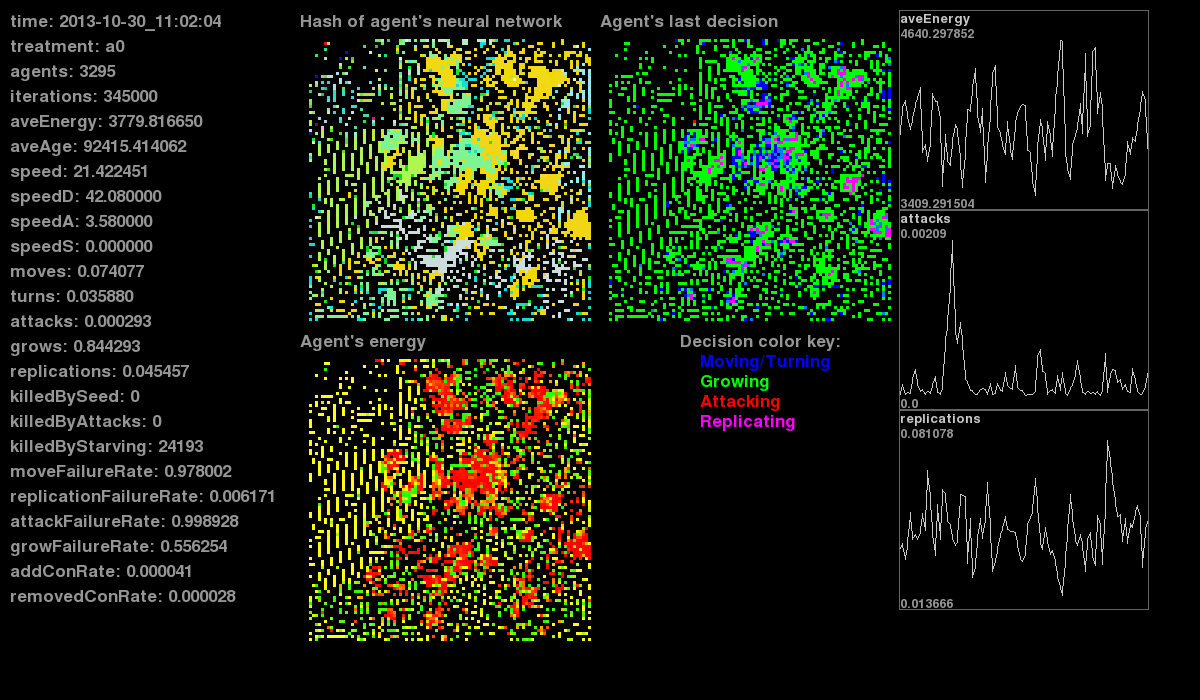 time: 2013-10-30_11:02:04
treatment: a0
agents: 3295
iterations: 345000
aveEnergy: 3779.816650
aveAge: 92415.414062
speed: 21.422451
speedD: 42.080000
speedA: 3.580000
speedS: 0.000000
moves: 0.074077
turns: 0.035880
attacks: 0.000293
grows: 0.844293
replications: 0.045457
killedBySeed: 0
killedByAttacks: 0
killedByStarving: 24193
moveFailureRate: 0.978002
replicationFailureRate: 0.006171
attackFailureRate: 0.998928
growFailureRate: 0.556254
addConRate: 0.000041
removedConRate: 0.000028
Hash of agent's neural network
Agent's last decision
Agent's energy
Decision color key:
Moving/Turning
Growing
Attacking
Replicating
aveEnergy
4640.297852
3409.291504
attacks
0.00209
0.0
replications
0.081078
0.013666